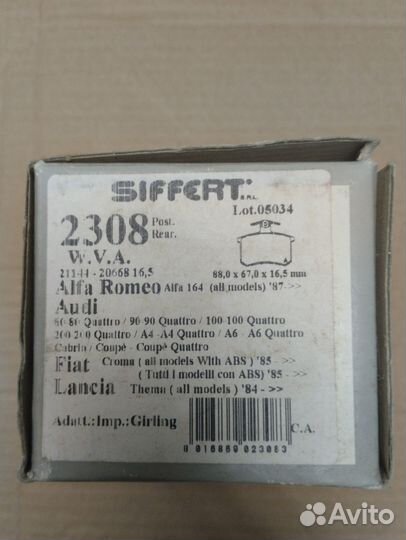 SIFFERT S.R.L.
Lot.05034
2308 Post. Rear.
W.V.A.
21144 - 20668 16,5
88,0 x 67,0 x 16,5 mm
Alfa Romeo Alfa 164 (all models) '87->>
Audi
80-80 Quattro / 90-90 Quattro / 100-100 Quattro
200-200 Quattro / A4 -A4 Quattro / A6 - A6 Quattro
Cabrio / Coupè - Coupè Quattro
Fiat Croma ( all models With ABS ) '85 - >>
( Tutti i modelli con ABS) '85 - >>
Lancia Thema ( all models ) '84 - >>
Adatt.:Imp.: Girling
C.A.
8 016869 023083
Avito